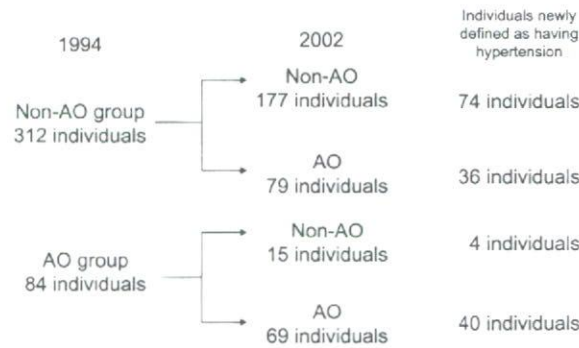 Individuals newly
defined as having
hypertension
1994
2002
Non-AO group
312 individuals
Non-AO
177 individuals
74 individuals
AO
79 individuals
36 individuals
AO group
84 individuals
Non-AO
15 individuals
4 individuals
AO
69 individuals
40 individuals